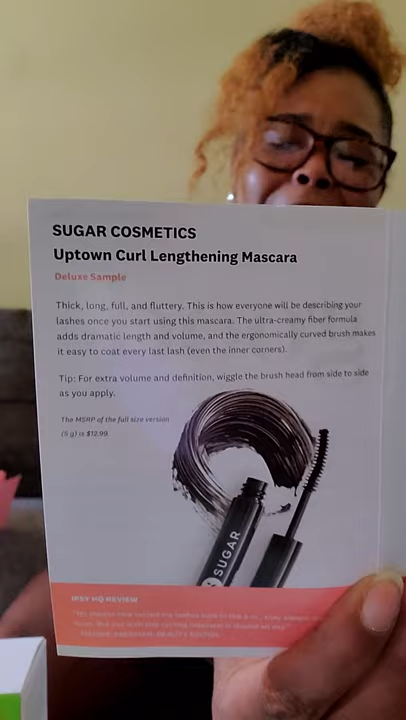 SUGAR COSMETICS
Uptown Curl Lengthening Mascara
Deluxe Sample
Thick, long, full, and fluttery. This is how everyone will be describing your
lashes once you start using this mascara. The ultra-creamy fiber formula
adds dramatic length and volume, and the ergonomically curved brush makes
it easy to coat every last lash (even the inner corners).
Tip: For extra volume and definition, wiggle the brush head from side to side
as you apply.
The MSRP of the full size version
(5 g) is $12.99.
SUGAR
IPSY HQ REVIEW